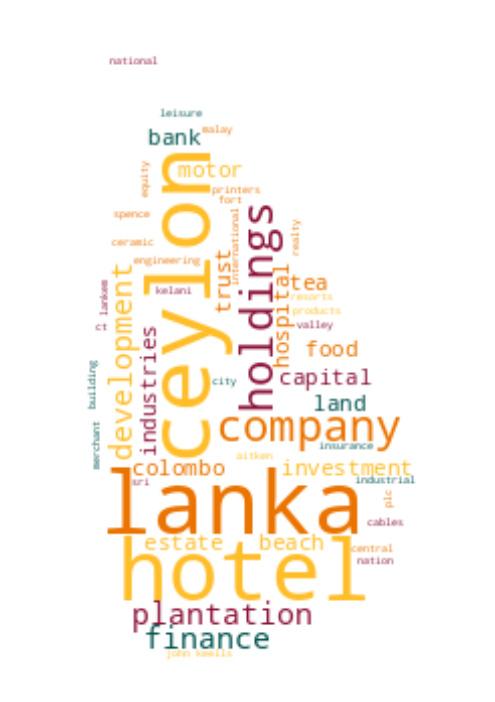 national
leisure
malay
bank
motor
equity
printers
fort
ceylon
spence
holdings
international
realty
ceramic
trust
engineering
development
hospital
tea
lankem
kelani
resorts
products
ct
valley
industries
food
building
city
capital
land
company
merchant
insurance
aitken
colombo
investment
lanka
sri
industrial
plc
cables
estate
beach
central
hotel
nation
plantation
finance
john keells